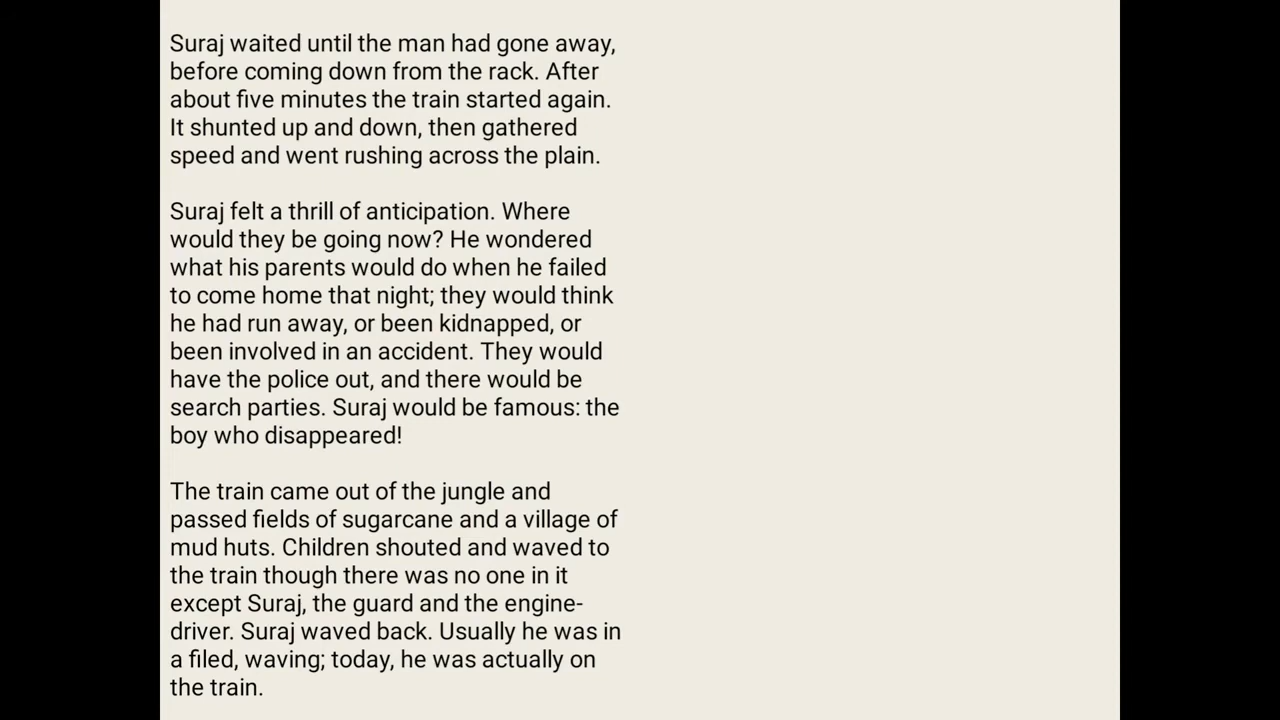 Suraj waited until the man had gone away,
before coming down from the rack. After
about five minutes the train started again.
It shunted up and down, then gathered
speed and went rushing across the plain.
Suraj felt a thrill of anticipation. Where
would they be going now? He wondered
what his parents would do when he failed
to come home that night; they would think
he had run away, or been kidnapped, or
been involved in an accident. They would
have the police out, and there would be
search parties. Suraj would be famous: the
boy who disappeared!
The train came out of the jungle and
passed fields of sugarcane and a village of
mud huts. Children shouted and waved to
the train though there was no one in it
except Suraj, the guard and the engine-
driver. Suraj waved back. Usually he was in
a filed, waving; today, he was actually on
the train.